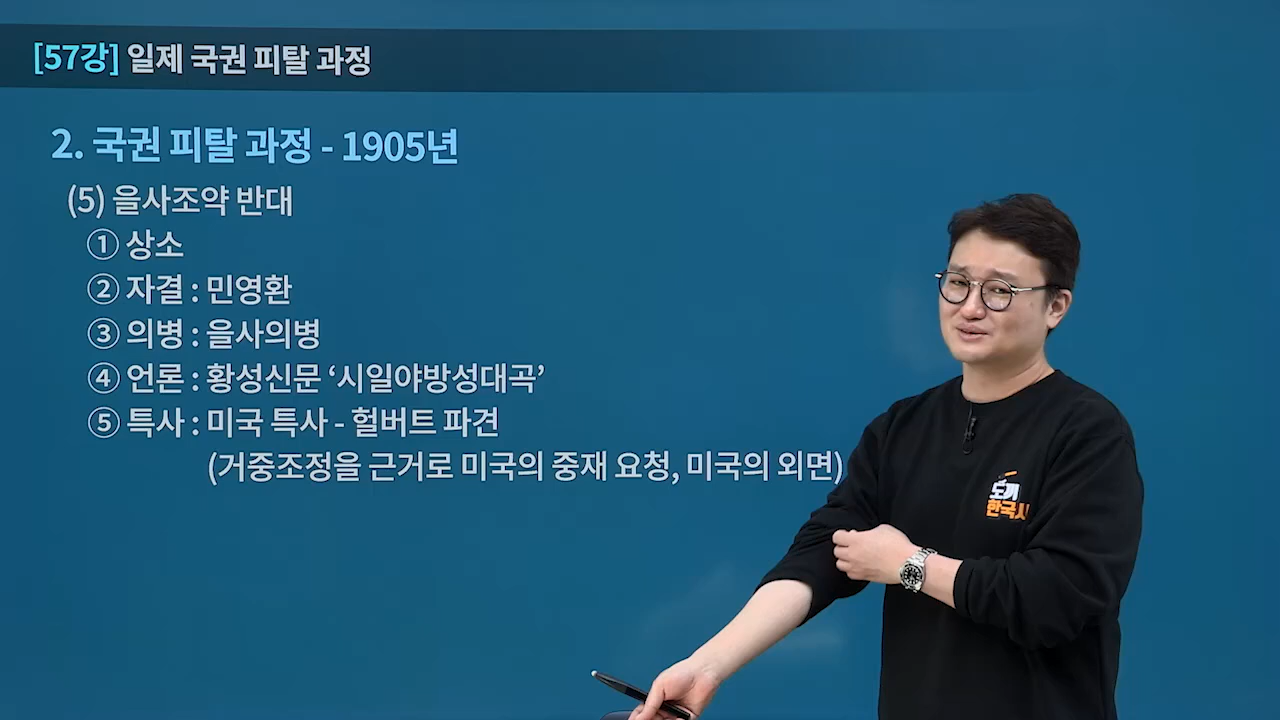 [57강] 일제 국권 피탈 과정
2. 국권 피탈 과정 - 1905년
(5) 을사조약 반대
① 상소
② 자결 : 민영환
③ 의병 : 을사의병
④ 언론 : 황성신문 ‘시일야방성대곡’
⑤ 특사 : 미국 특사 - 헐버트 파견
(거중조정을 근거로 미국의 중재 요청, 미국의 외면)
도끼
한국사